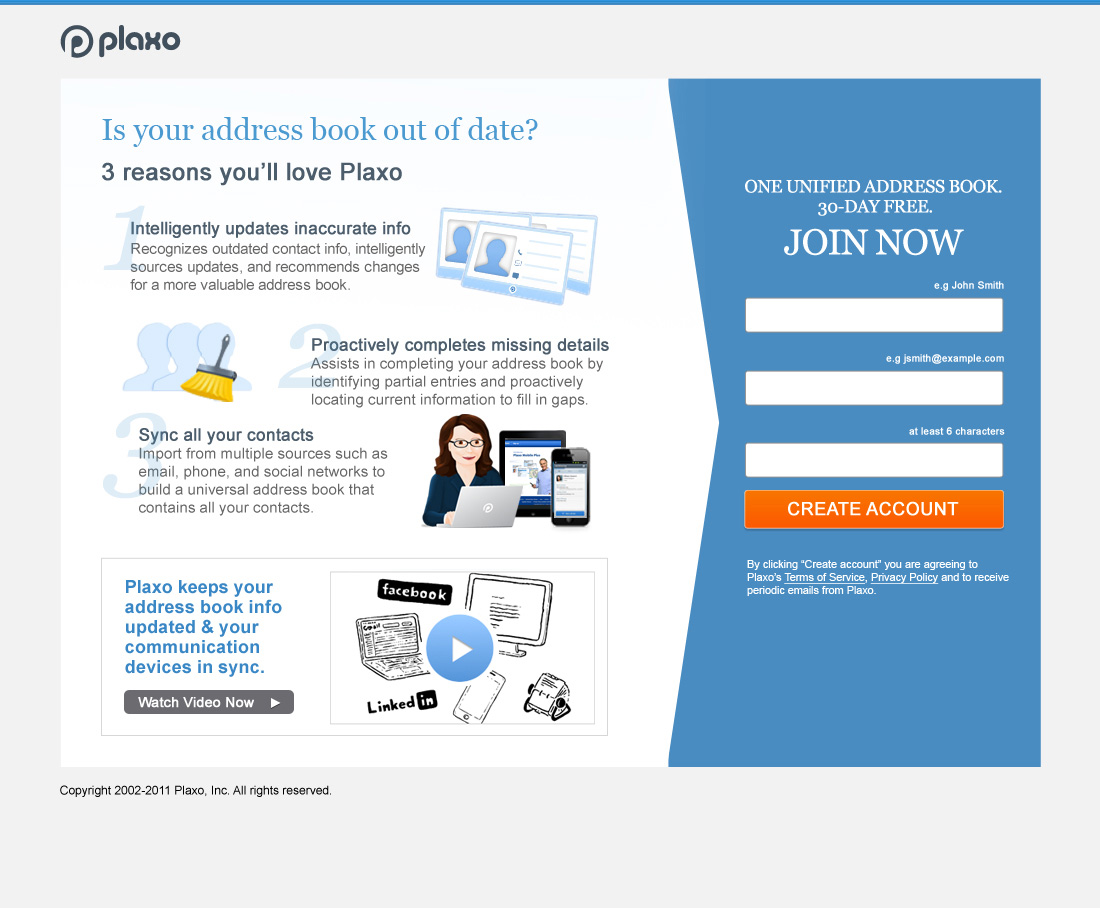 plaxo
Is your address book out of date?
3 reasons you'll love Plaxo
1
Intelligently updates inaccurate info
Recognizes outdated contact info, intelligently
sources updates, and recommends changes
for a more valuable address book.
2
Proactively completes missing details
Assists in completing your address book by
identifying partial entries and proactively
locating current information to fill in gaps.
3
Sync all your contacts
Import from multiple sources such as
email, phone, and social networks to
build a universal address book that
contains all your contacts.
Plaxo keeps your
address book info
updated & your
communication
devices in sync.
Watch Video Now
facebook
Gmail
Linked in
ONE UNIFIED ADDRESS BOOK.
30-DAY FREE.
JOIN NOW
e.g John Smith
e.g jsmith@example.com
at least 6 characters
CREATE ACCOUNT
By clicking “Create account” you are agreeing to
Plaxo's Terms of Service, Privacy Policy and to receive
periodic emails from Plaxo.
Copyright 2002-2011 Plaxo, Inc. All rights reserved.